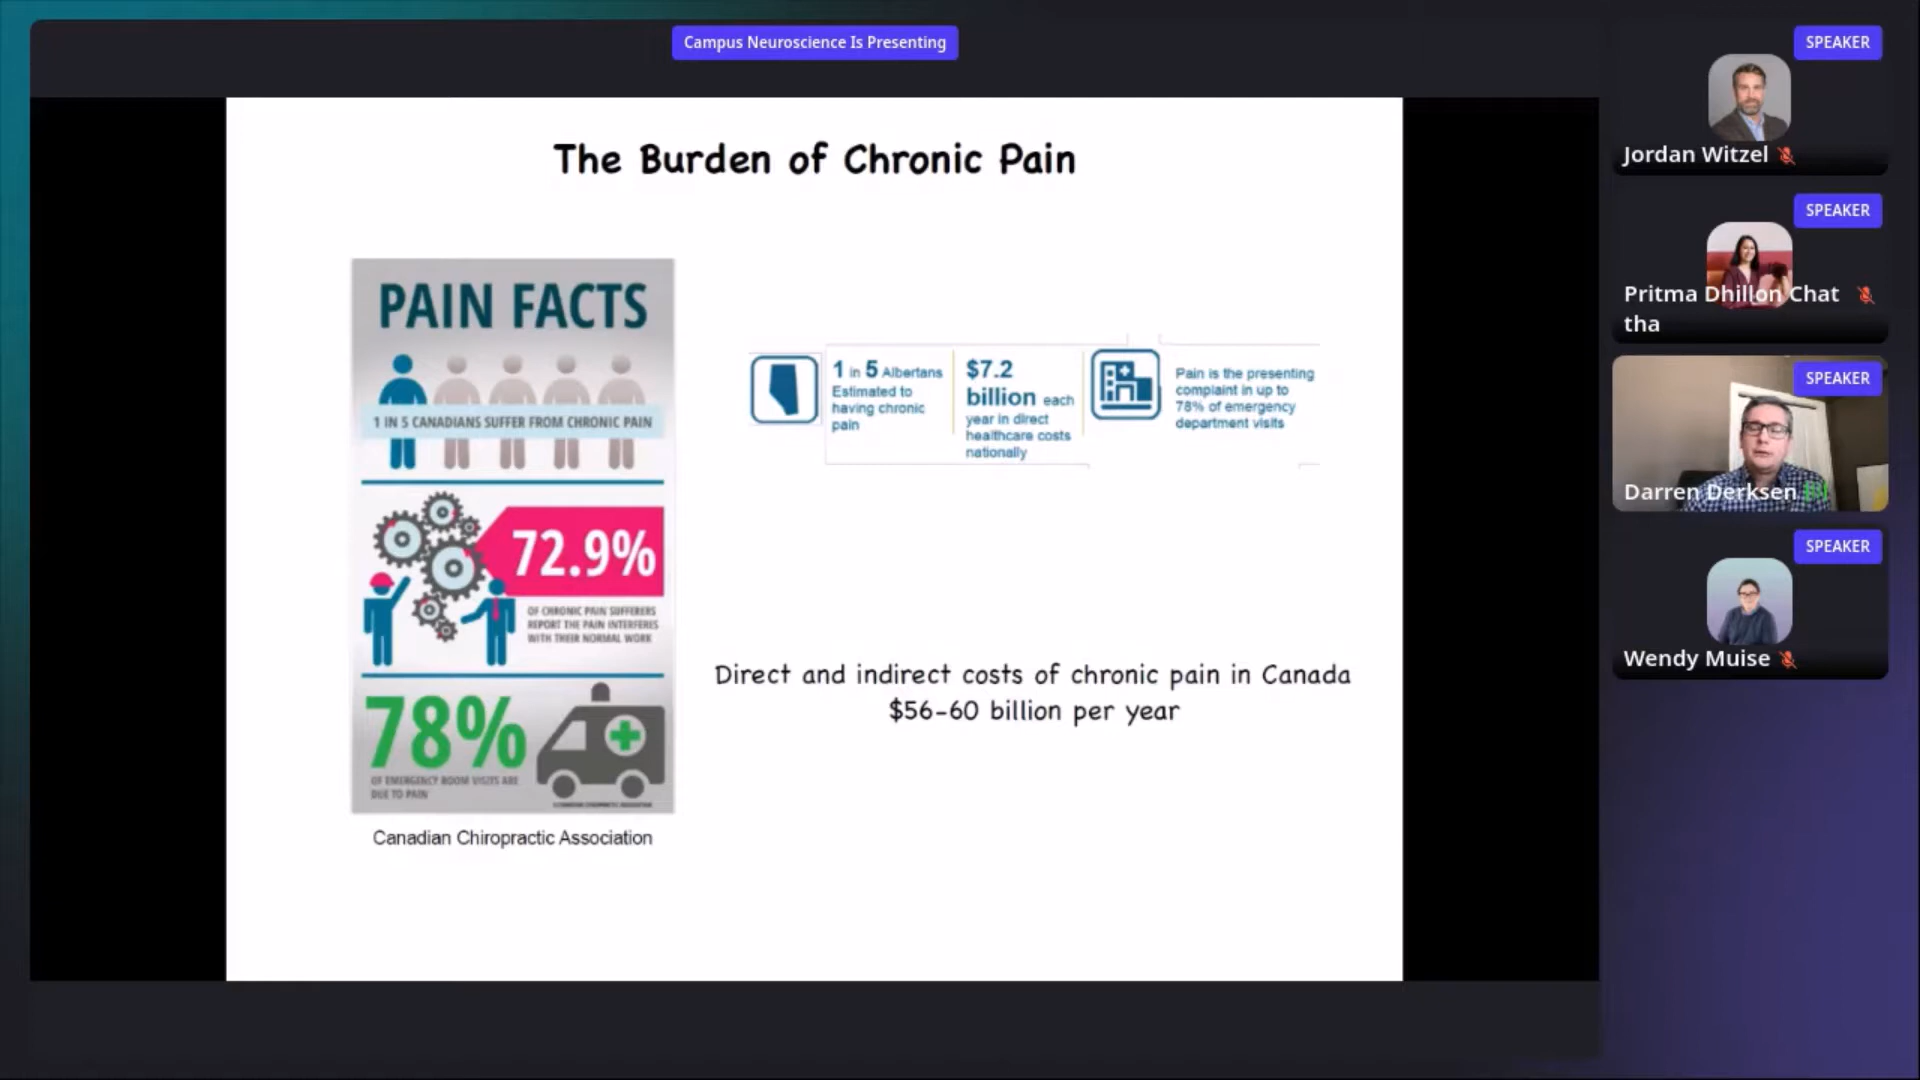 Campus Neuroscience Is Presenting
The Burden of Chronic Pain
PAIN FACTS
1 IN 5 CANADIANS SUFFER FROM CHRONIC PAIN
72.9%
OF CHRONIC PAIN SUFFERERS
REPORT THE PAIN INTERFERES
WITH THEIR NORMAL WORK
78%
OF EMERGENCY ROOM VISITS ARE
DUE TO PAIN
Canadian Chiropractic Association
1 in 5 Albertans
Estimated to
having chronic
pain
$7.2
billion each
year in direct
healthcare costs
nationally
Pain is the presenting
complaint in up to
78% of emergency
department visits
Direct and indirect costs of chronic pain in Canada
$56-60 billion per year
SPEAKER
Jordan Witzel
SPEAKER
Pritma Dhillon Chat
tha
SPEAKER
Darren Derksen
SPEAKER
Wendy Muise